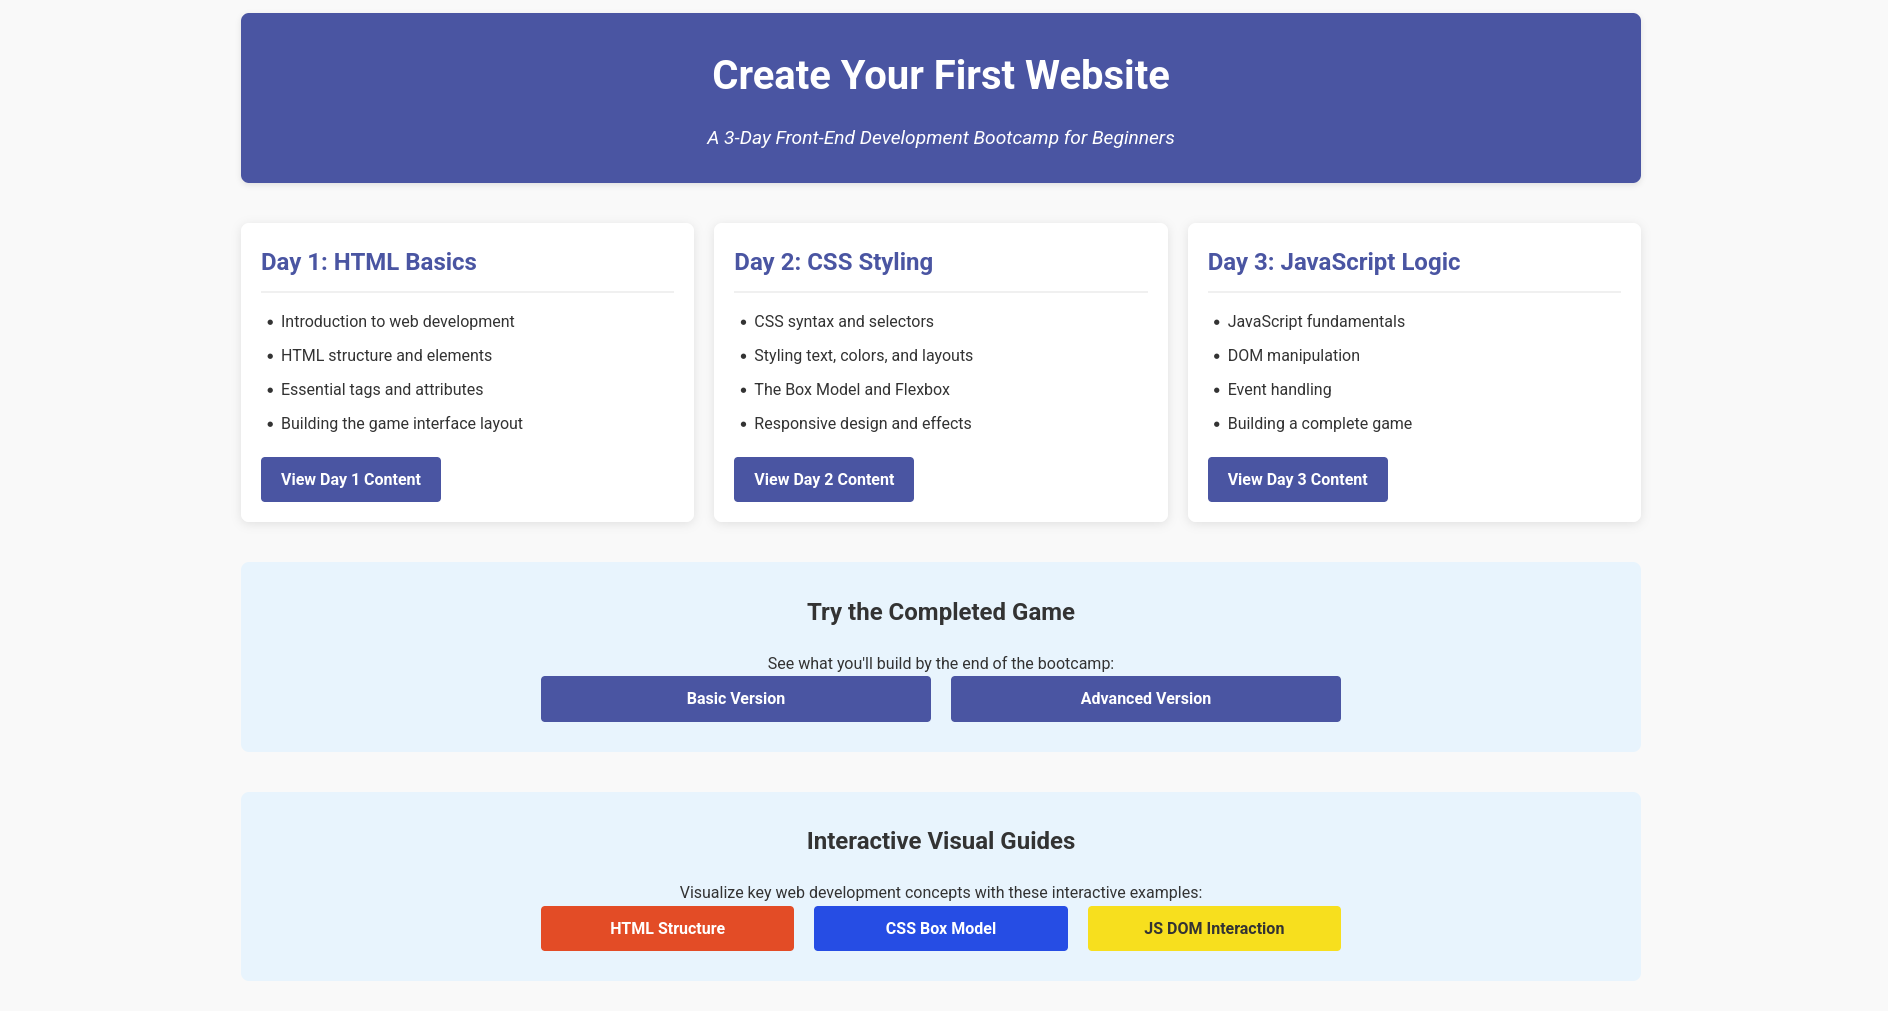 Create Your First Website
A 3-Day Front-End Development Bootcamp for Beginners
Day 1: HTML Basics
• Introduction to web development
• HTML structure and elements
• Essential tags and attributes
• Building the game interface layout
View Day 1 Content
Day 2: CSS Styling
• CSS syntax and selectors
• Styling text, colors, and layouts
• The Box Model and Flexbox
• Responsive design and effects
View Day 2 Content
Day 3: JavaScript Logic
• JavaScript fundamentals
• DOM manipulation
• Event handling
• Building a complete game
View Day 3 Content
Try the Completed Game
See what you'll build by the end of the bootcamp:
Basic Version
Advanced Version
Interactive Visual Guides
Visualize key web development concepts with these interactive examples:
HTML Structure
CSS Box Model
JS DOM Interaction